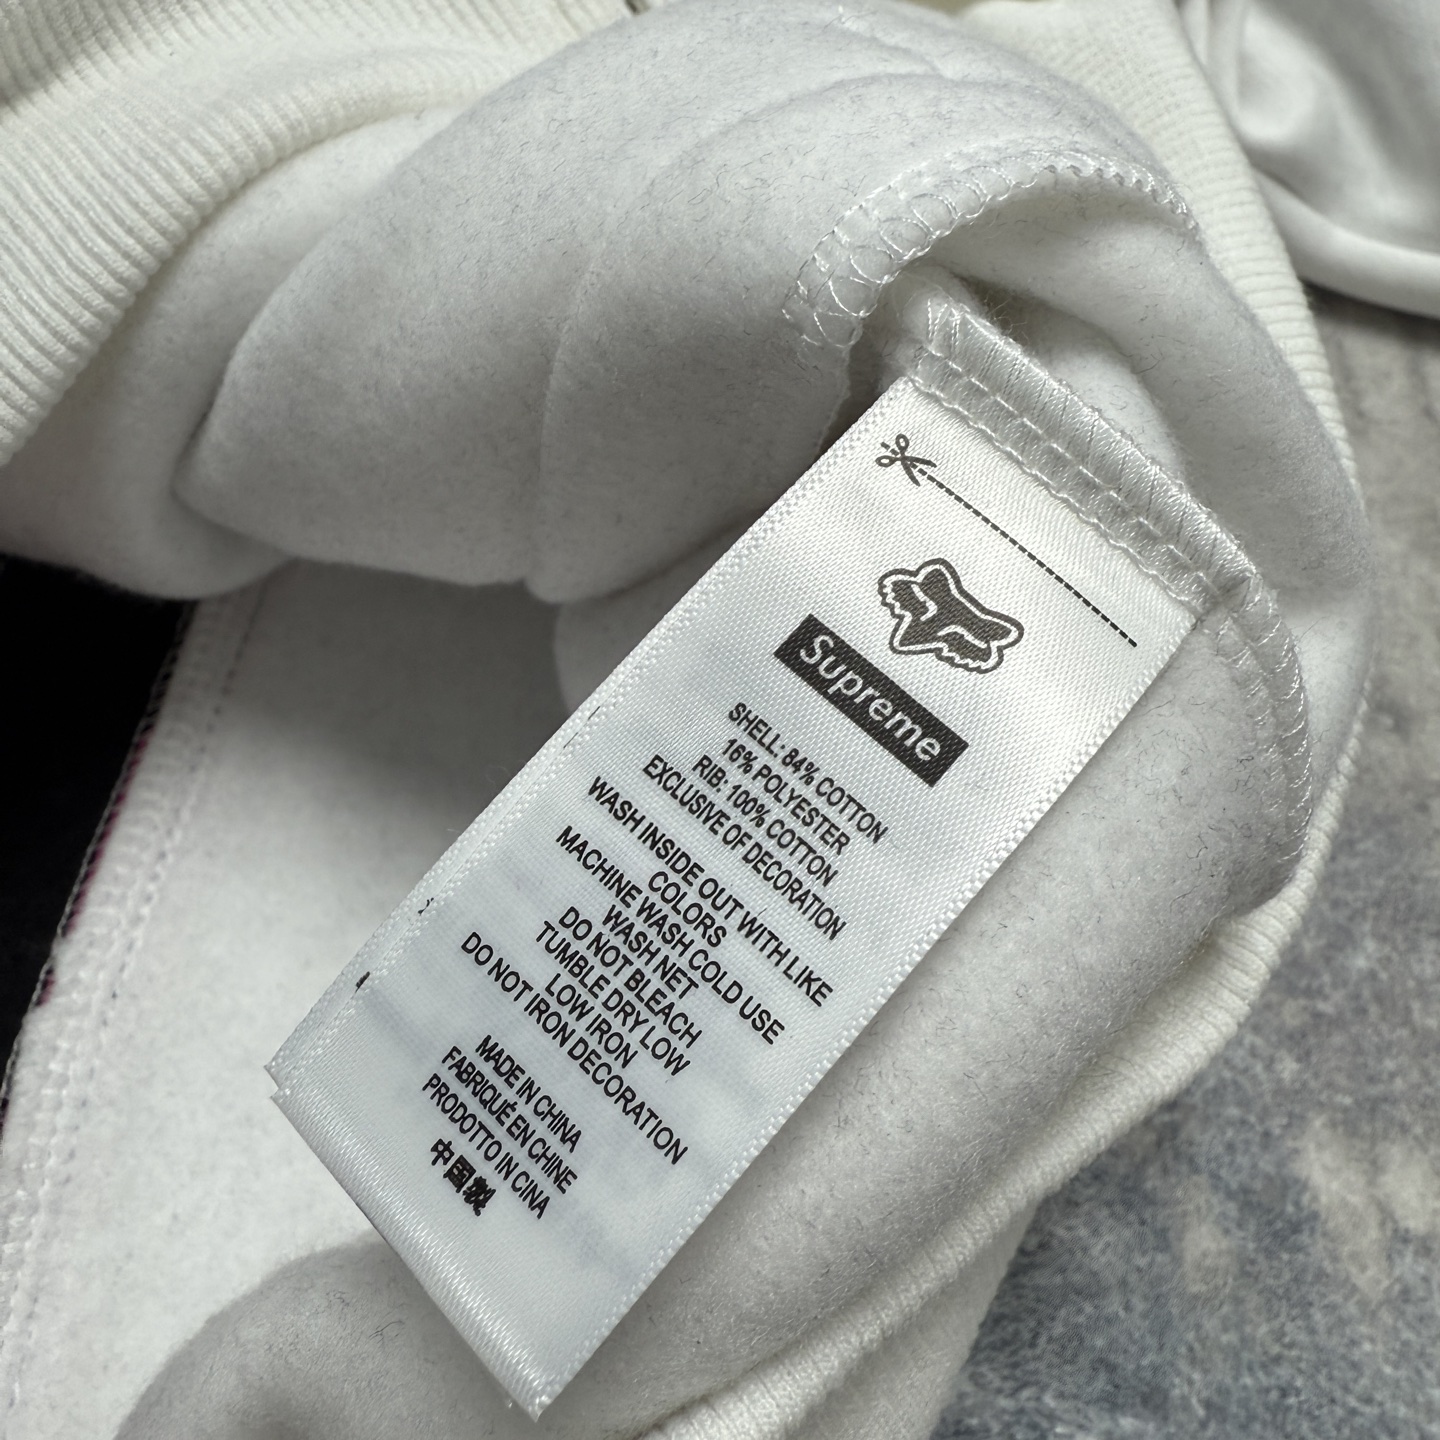 Supreme
SHELL: 84% COTTON
16% POLYESTER
RIB: 100% COTTON
EXCLUSIVE OF DECORATION
WASH INSIDE OUT WITH LIKE
COLORS
MACHINE WASH COLD USE
WASH NET
DO NOT BLEACH
TUMBLE DRY LOW
LOW IRON
DO NOT IRON DECORATION
MADE IN CHINA
FABRIQUÉ EN CHINE
PRODOTTO IN CINA
中国製